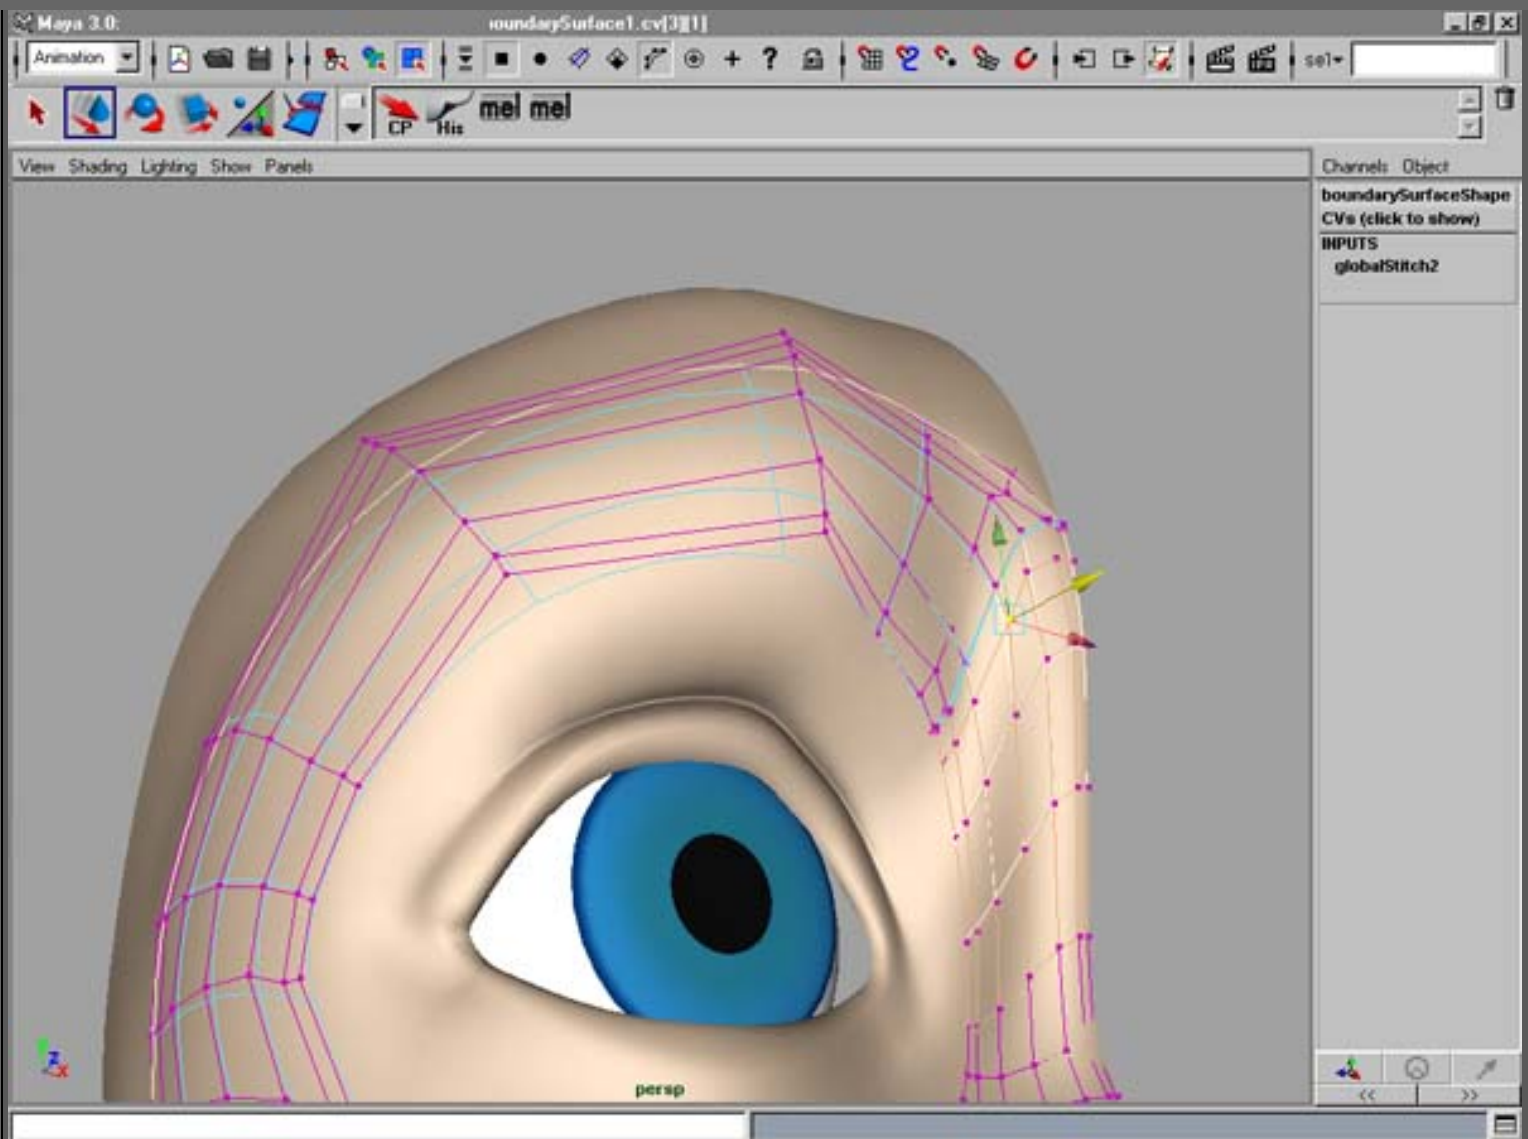 Maya 3.0:
oundarySurface1.cv[3][1]
Animation
sel
CP
His
mel
mel
View Shading Lighting Show Panels
Channels Object
boundarySurfaceShape
CVs (click to show)
INPUTS
globalStitch2
Z
X
persp
<< >>